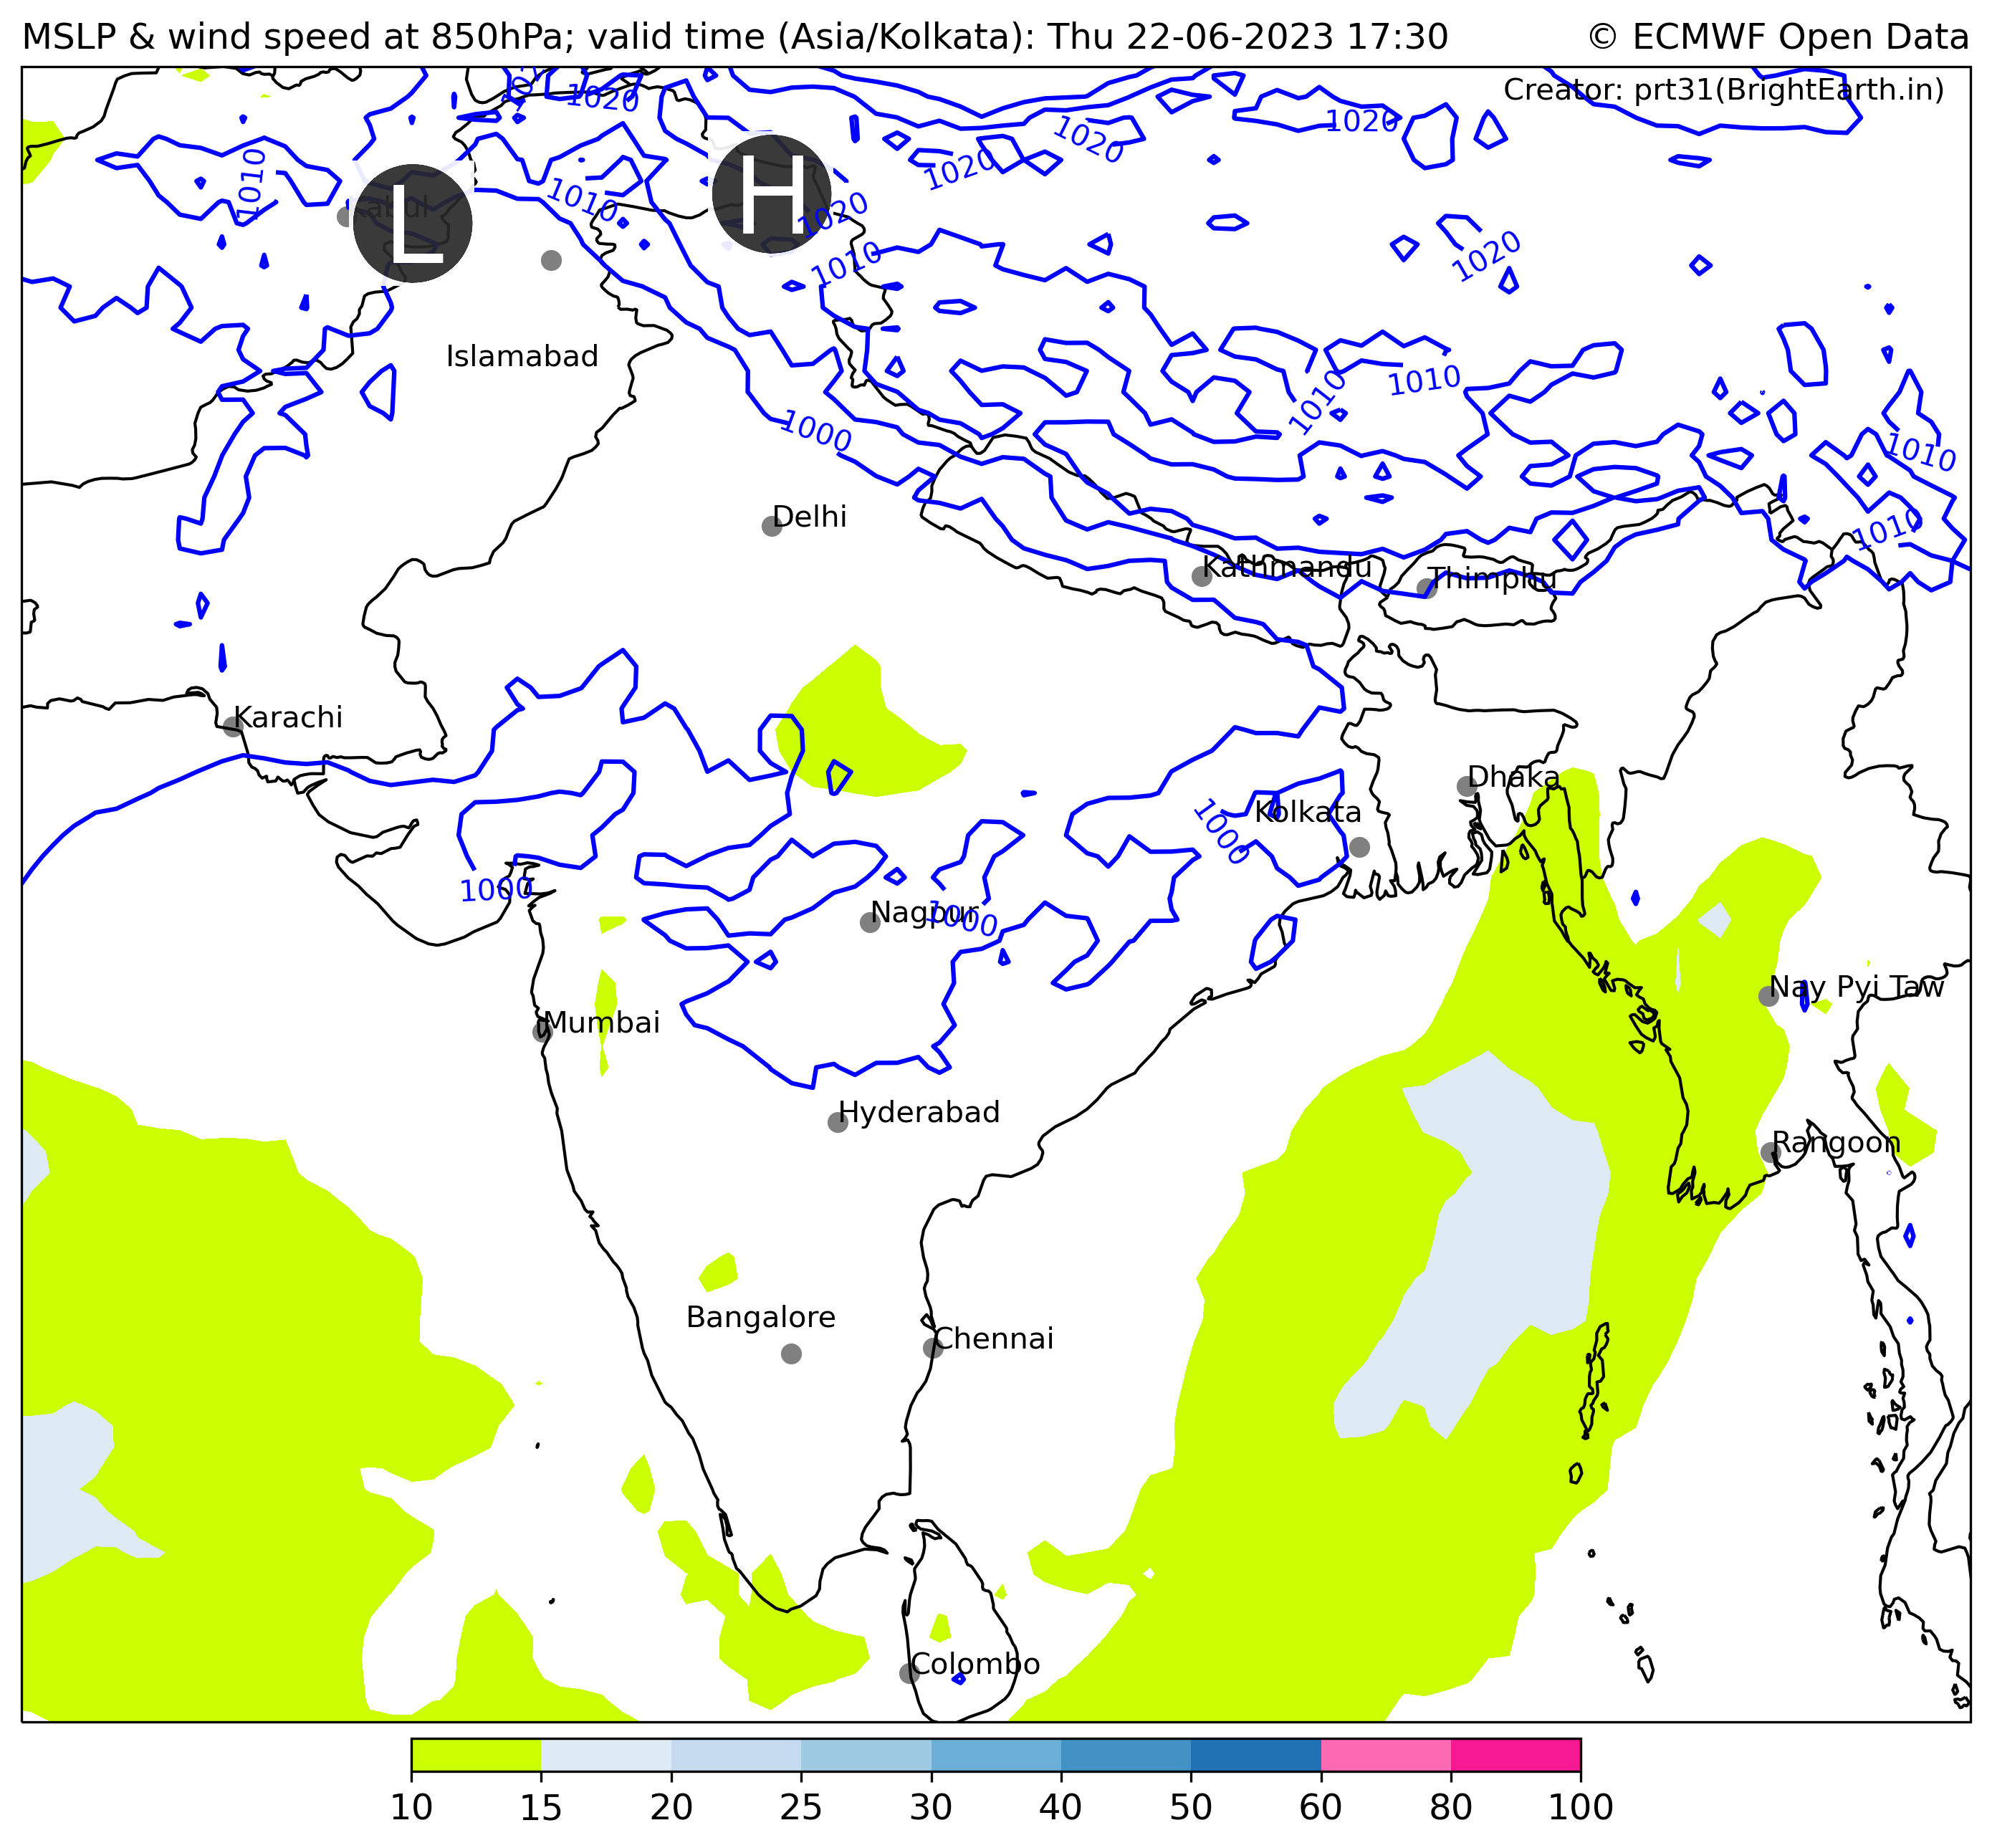 MSLP & wind speed at 850hPa; valid time (Asia/Kolkata): Thu 22-06-2023 17:30
© ECMWF Open Data
Creator: prt31(BrightEarth.in)
1020
1020
1020
1020
H
1010
1010
L
1020
1020
1010
Islamabad
1010
1010
1000
1010
Delhi
1010
Kathmandu
Thimphu
Karachi
Dhaka
Kolkata
1000
1000
Nagpur
1000
Nay Pyi Taw
Mumbai
Hyderabad
Rangoon
Bangalore
Chennai
Colombo
10 15 20 25 30 40 50 60 80 100